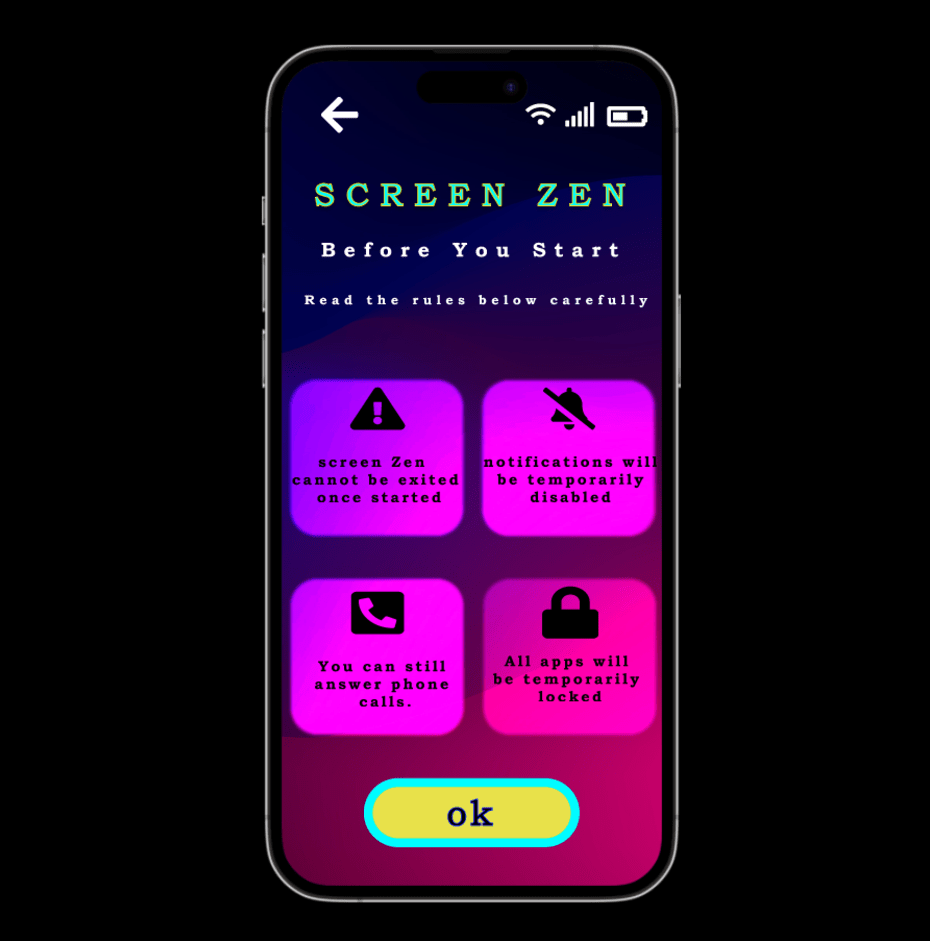 SCREEN ZEN
Before You Start
Read the rules below carefully
screen Zen
cannot be exited
once started
notifications will
be temporarily
disabled
You can still
answer phone
calls.
All apps will
be temporarily
locked
ok